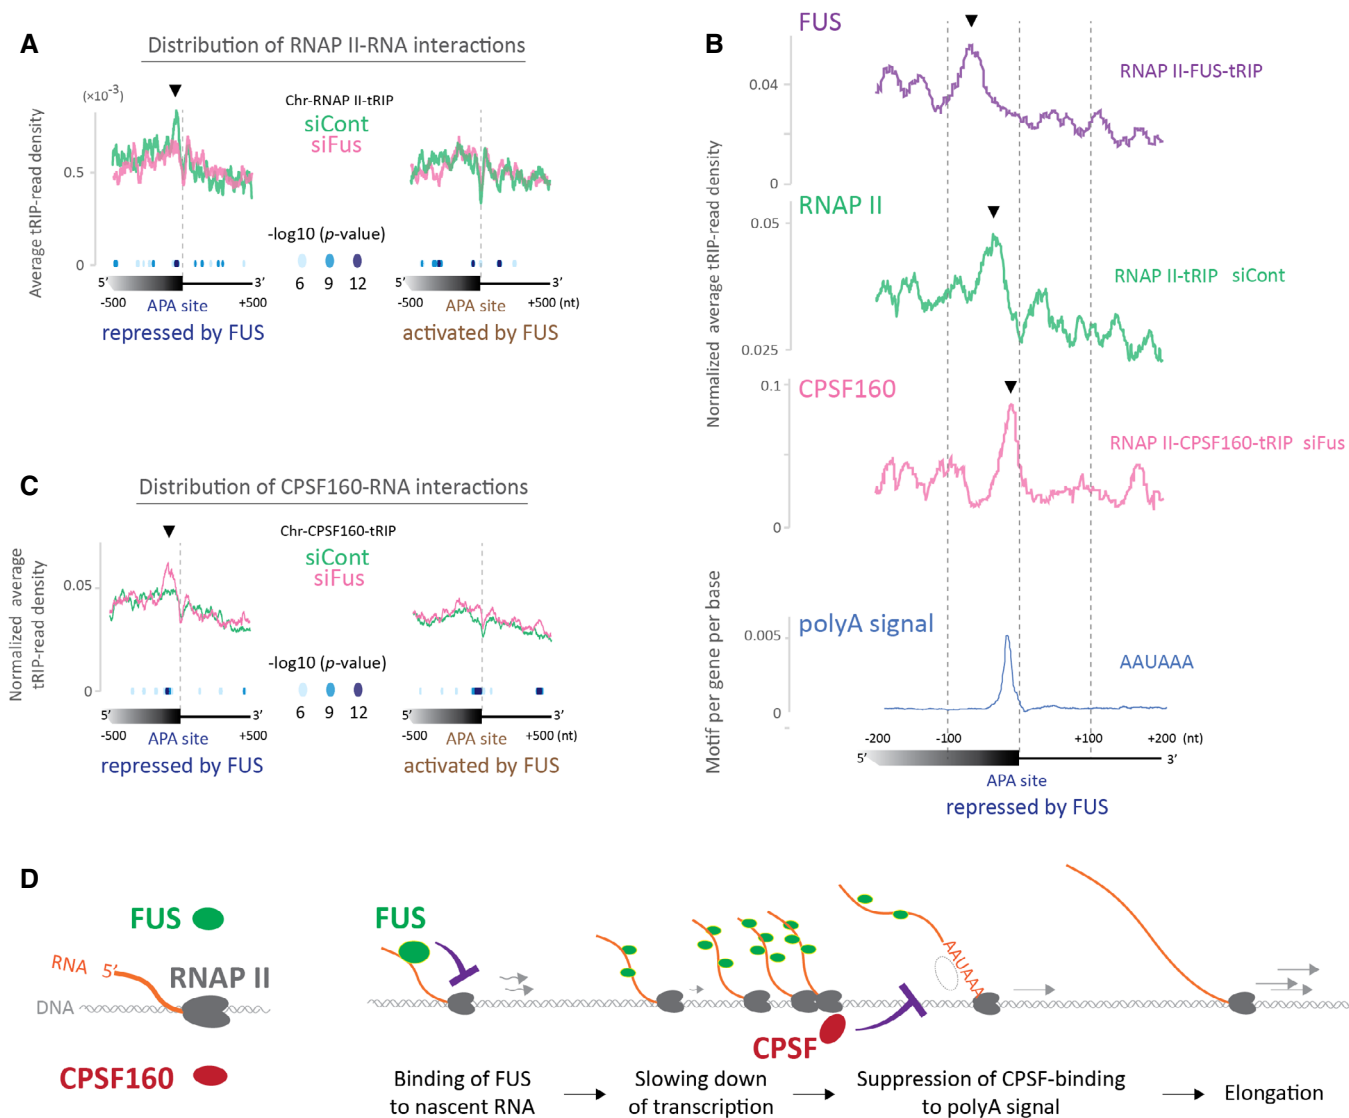 A
Distribution of RNAP II-RNA interactions
(×10⁻³)
Average tRIP-read density
0.5
0
Chr-RNAP II-tRIP
siCont
siFus
-log10 (p-value)
6 9 12
5' 3'
-500 APA site +500
repressed by FUS
5' 3'
-500 APA site +500 (nt)
activated by FUS
B
Normalized average tRIP-read density
FUS
0.04
0
RNAP II-FUS-tRIP
RNAP II
0.05
0.025
RNAP II-tRIP siCont
CPSF160
0.1
0
RNAP II-CPSF160-tRIP siFus
Motif per gene per base
polyA signal
0.005
0
AAUAAA
-200 -100 +100 +200 (nt)
5' 3'
APA site
repressed by FUS
C
Distribution of CPSF160-RNA interactions
Normalized average
tRIP-read density
0.05
0
Chr-CPSF160-tRIP
siCont
siFus
-log10 (p-value)
6 9 12
5' 3'
-500 APA site +500
repressed by FUS
5' 3'
-500 APA site +500 (nt)
activated by FUS
D
FUS
RNA 5'
RNAP II
DNA
CPSF160
FUS
CPSF
AAUAAA
Binding of FUS
to nascent RNA
Slowing down
of transcription
Suppression of CPSF-binding
to polyA signal
Elongation